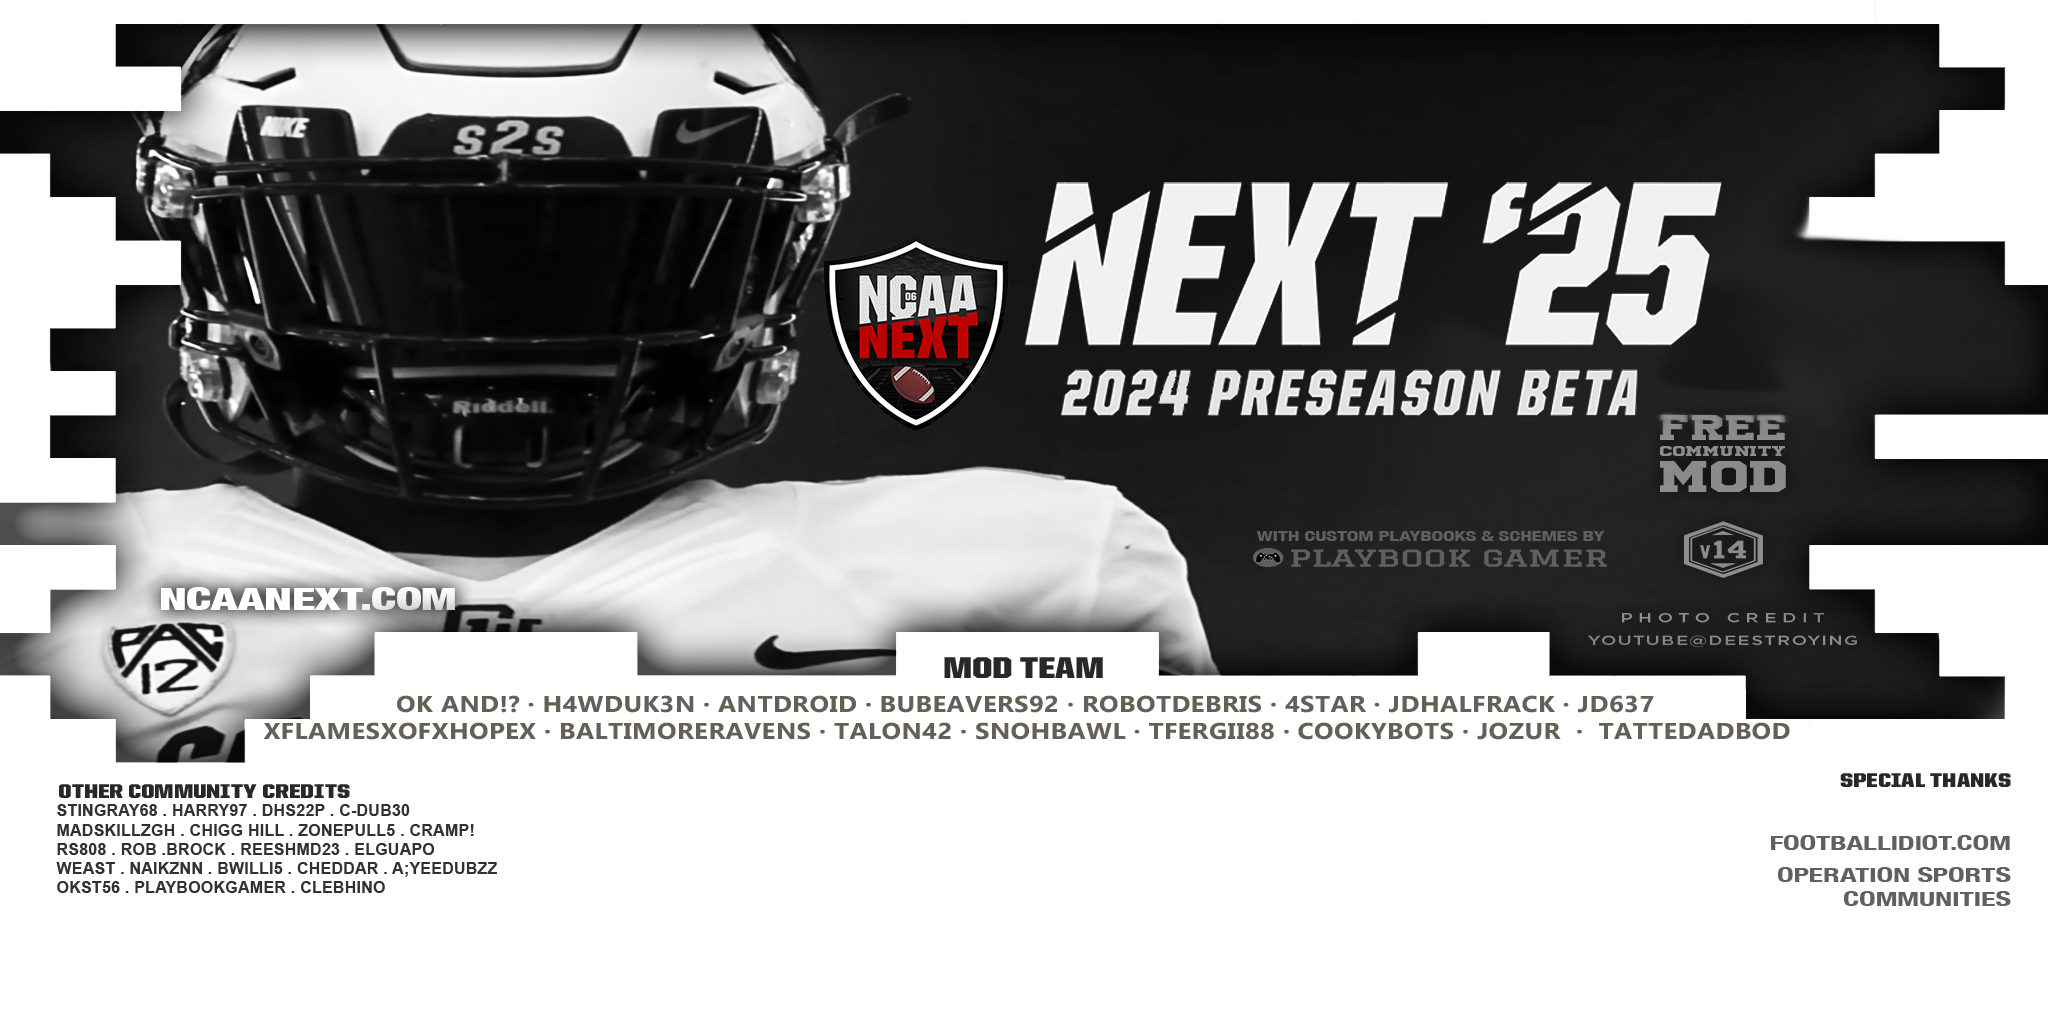 NIKE
s2s
NEXT '25
NCAA
06
NEXT
Riddell
2024 PRESEASON BETA
FREE
COMMUNITY
MOD
WITH CUSTOM PLAYBOOKS & SCHEMES BY
PLAYBOOK GAMER
v14
NCAANEXT.COM
PHOTO CREDIT
YOUTUBE@DEESTROYING
PAC
12
MOD TEAM
OK AND!? · H4WDUK3N · ANTDROID · BUBEAVERS92 · ROBOTDEBRIS · 4STAR · JDHALFRACK · JD637
XFLAMESXOFXHOPEX · BALTIMORERAVENS · TALON42 · SNOHBAWL · TFERGII88 · COOKYBOTS · JOZUR · TATTEDADBOD
OTHER COMMUNITY CREDITS
STINGRAY68 . HARRY97 . DHS22P . C-DUB30
MADSKILLZGH . CHIGG HILL . ZONEPULL5 . CRAMP!
RS808 . ROB .BROCK . REESHMD23 . ELGUAPO
WEAST . NAIKZNN . BWILLI5 . CHEDDAR . A;YEEDUBZZ
OKST56 . PLAYBOOKGAMER . CLEBHINO
SPECIAL THANKS
FOOTBALLIDIOT.COM
OPERATION SPORTS
COMMUNITIES